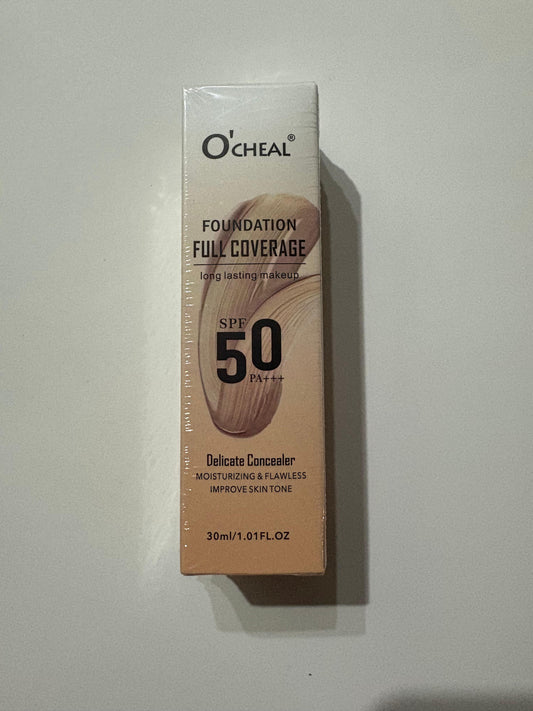 O'CHEAL®
FOUNDATION
FULL COVERAGE
long lasting makeup
SPF
50
PA+++
Delicate Concealer
MOISTURIZING & FLAWLESS
IMPROVE SKIN TONE
30ml/1.01FL.OZ